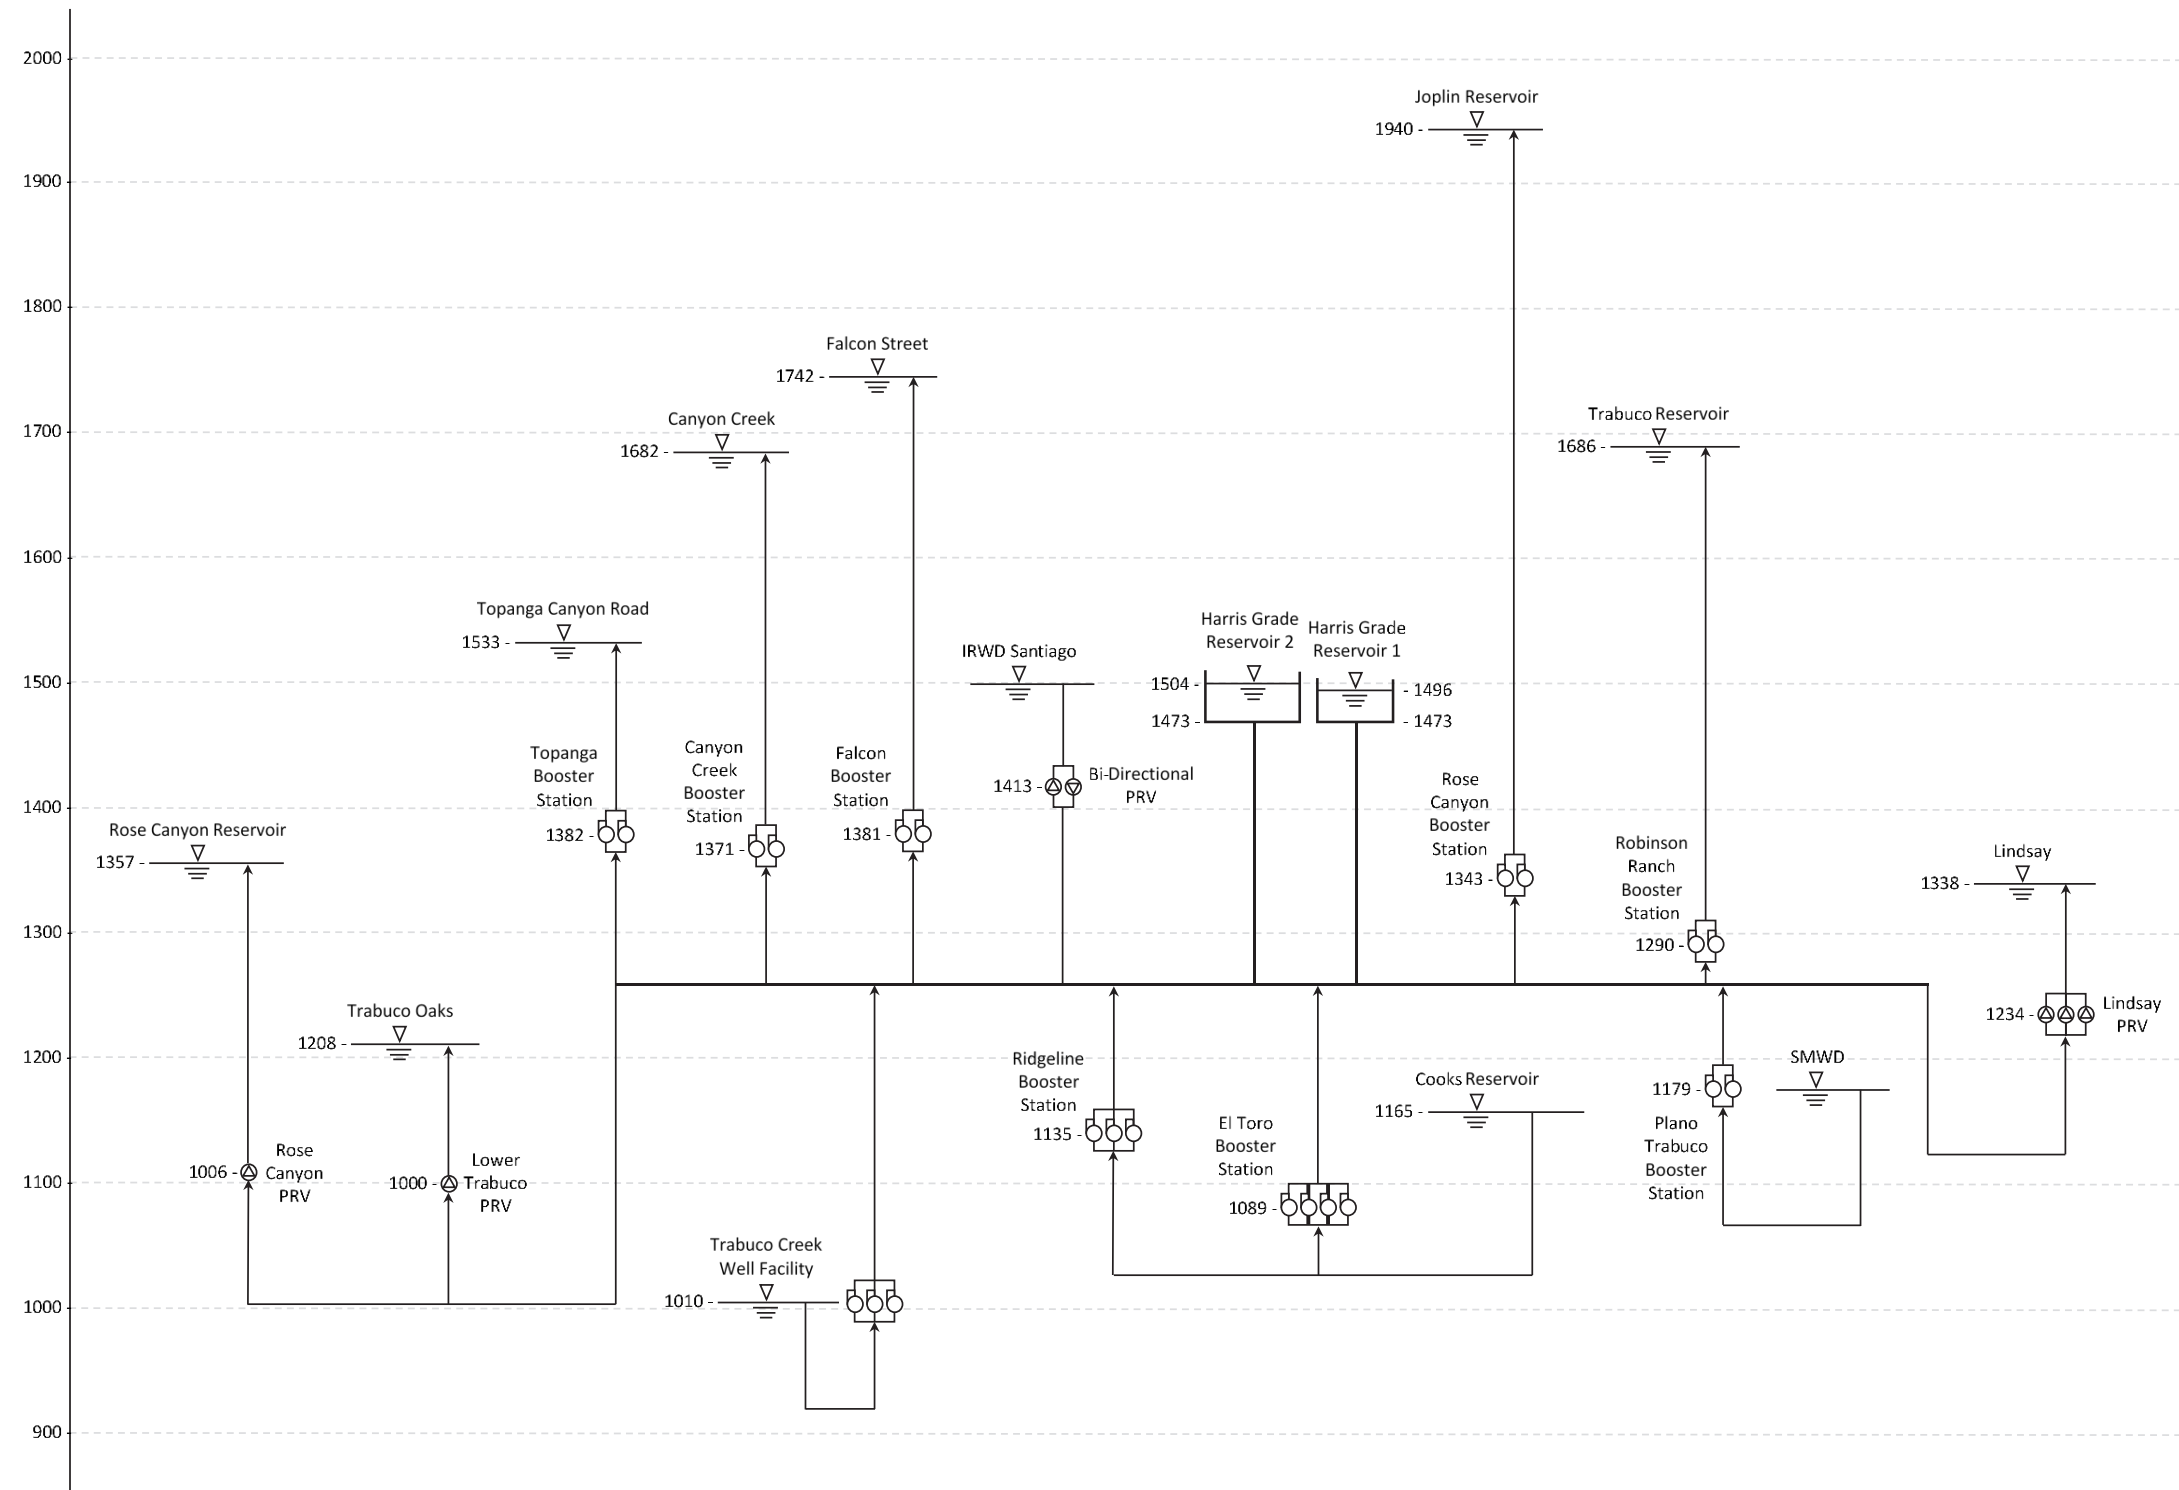 2000
Joplin Reservoir
1940 -
1900
1800
Falcon Street
1742 -
Canyon Creek
Trabuco Reservoir
1700
1682 -
1686 -
1600
Topanga Canyon Road
1533 -
Harris Grade
Reservoir 2
Harris Grade
Reservoir 1
IRWD Santiago
1500
1504 -
- 1496
1473 -
- 1473
Topanga
Booster
Station
1382 -
Canyon
Creek
Booster
Station
1371 -
Falcon
Booster
Station
1381 -
1413 -
Bi-Directional
PRV
Rose
Canyon
Booster
Station
1343 -
1400
Rose Canyon Reservoir
1357 -
Robinson
Ranch
Booster
Station
1290 -
Lindsay
1338 -
1300
Trabuco Oaks
1208 -
1234 -
Lindsay
PRV
1200
Ridgeline
Booster
Station
1135 -
El Toro
Booster
Station
1089 -
Cooks Reservoir
1165 -
1179 -
Plano
Trabuco
Booster
Station
SMWD
1006 -
Rose
Canyon
PRV
1000 -
Lower
Trabuco
PRV
1100
Trabuco Creek
Well Facility
1010 -
1000
900